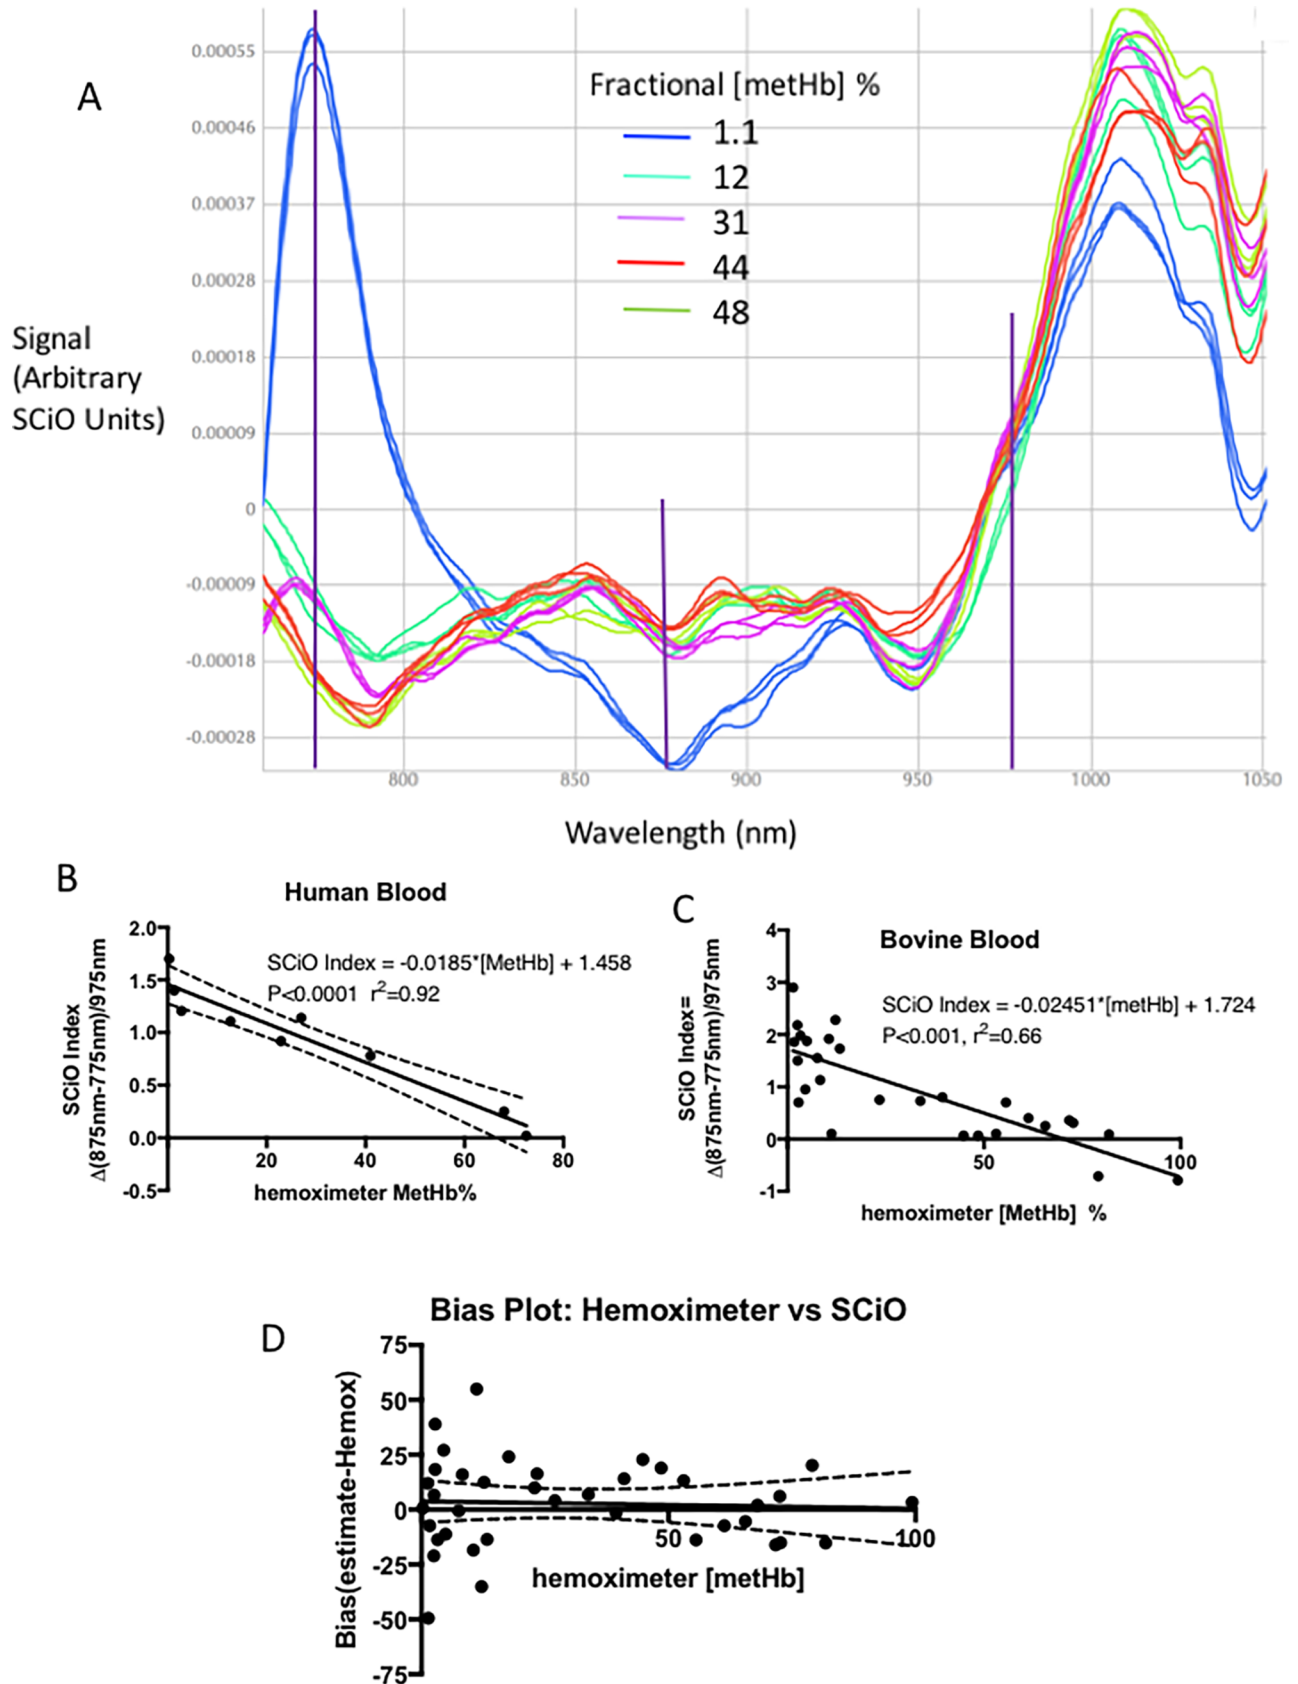 A
Signal
(Arbitrary
SCiO Units)
0.00055
0.00046
0.00037
0.00028
0.00018
0.00009
0
-0.00009
-0.00018
-0.00028
Fractional [metHb] %
1.1
12
31
44
48
800
850
900
950
1000
1050
Wavelength (nm)
B
Human Blood
SCiO Index
Δ(875nm-775nm)/975nm
2.0
1.5
1.0
0.5
0.0
-0.5
SCiO Index = -0.0185*[MetHb] + 1.458
P<0.0001 r²=0.92
20
40
60
80
hemoximeter MetHb%
C
Bovine Blood
SCiO Index=
Δ(875nm-775nm)/975nm
4
3
2
1
0
-1
SCiO Index = -0.02451*[metHb] + 1.724
P<0.001, r²=0.66
50
100
hemoximeter [MetHb] %
D
Bias Plot: Hemoximeter vs SCiO
Bias(estimate-Hemox)
75
50
25
0
-25
-50
-75
50
100
hemoximeter [metHb]